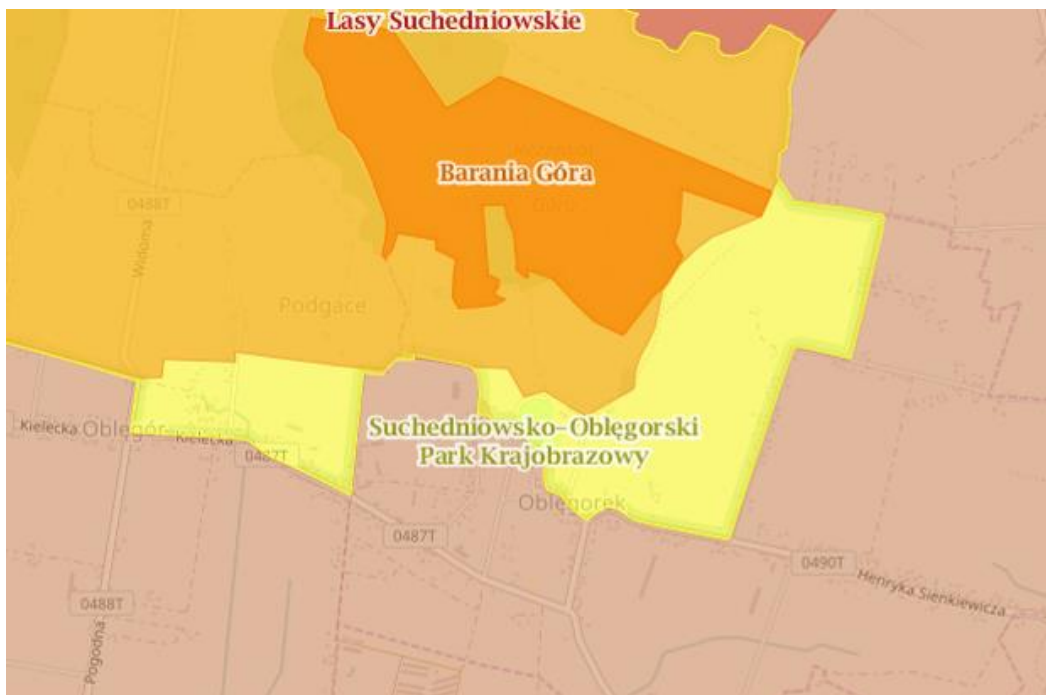 Lasy Suchedniowskie
Barania Góra
0488T
Widoma
Podgace
Suchedniowsko-Oblęgorski
Park Krajobrazowy
Kielecka
Oblęgór
Kielecka
0487T
Oblęgorek
0487T
0490T
Henryka Sienkiewicza
0488T
Pogodna